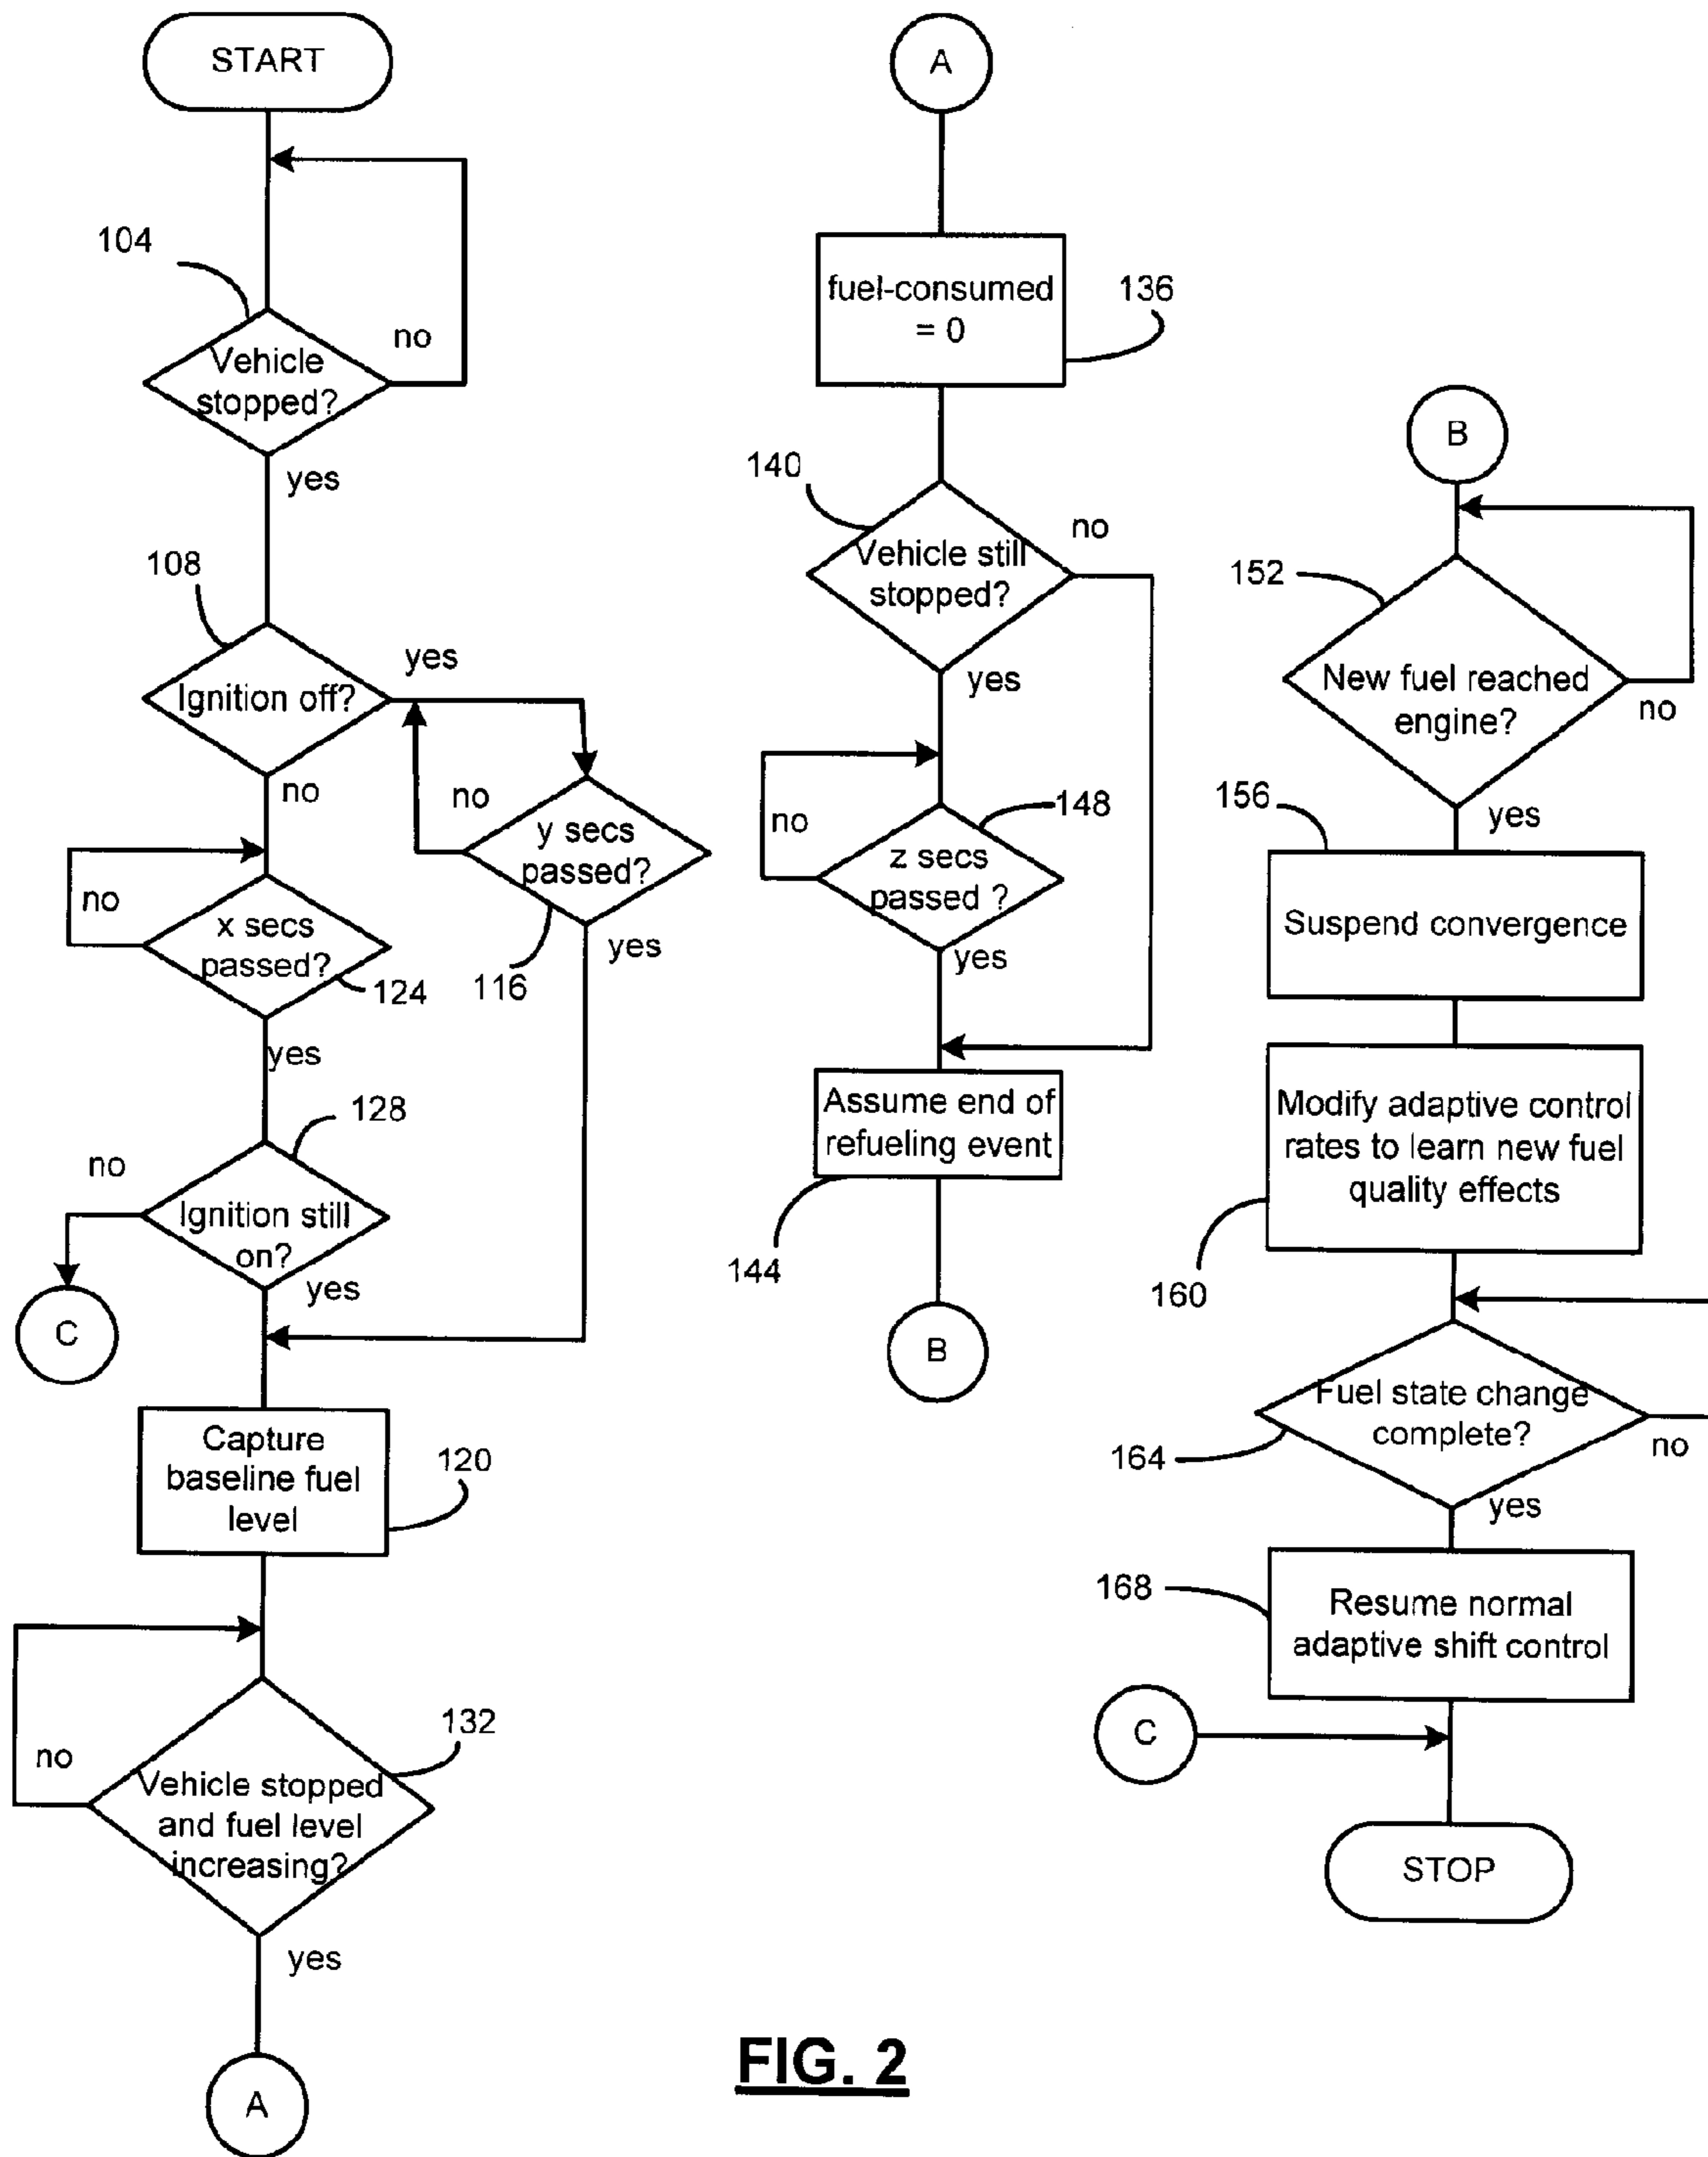 START
104
Vehicle
stopped?
no
yes
108
Ignition off?
yes
no
y secs
passed?
no
116
yes
x secs
passed?
no
124
yes
128
Ignition still
on?
no
C
yes
Capture
baseline fuel
level
120
132
Vehicle stopped
and fuel level
increasing?
no
yes
A
A
fuel-consumed
= 0
136
140
Vehicle still
stopped?
no
yes
148
z secs
passed ?
no
yes
Assume end of
refueling event
144
B
B
152
New fuel reached
engine?
no
yes
156
Suspend convergence
Modify adaptive control
rates to learn new fuel
quality effects
160
Fuel state change
complete?
164
no
yes
168
Resume normal
adaptive shift control
C
STOP
FIG. 2